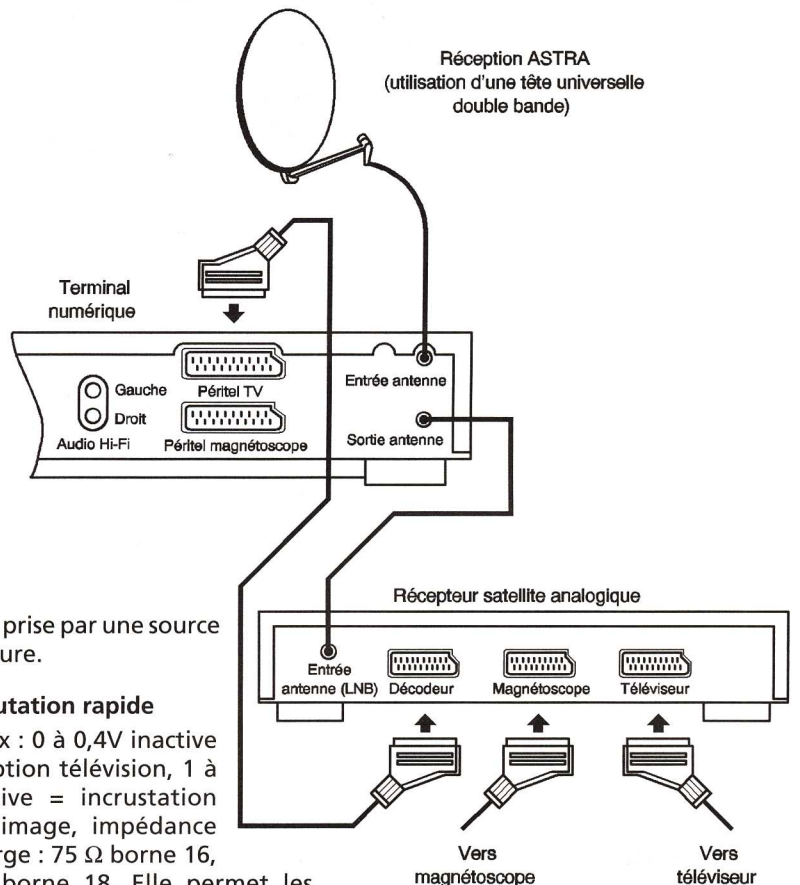 Réception ASTRA
(utilisation d'une tête universelle
double bande)
Terminal
numérique
Gauche
Droit
Audio Hi-Fi
Péritel TV
Péritel magnétoscope
Entrée antenne
Sortie antenne
Récepteur satellite analogique
Entrée
antenne (LNB)
Décodeur
Magnétoscope
Téléviseur
Vers
magnétoscope
Vers
téléviseur
prise par une source
ure.
utation rapide
x : 0 à 0,4V inactive
ption télévision, 1 à
ive = incrustation
image, impédance
rge : 75 Ω borne 16,
borne 18. Elle permet les